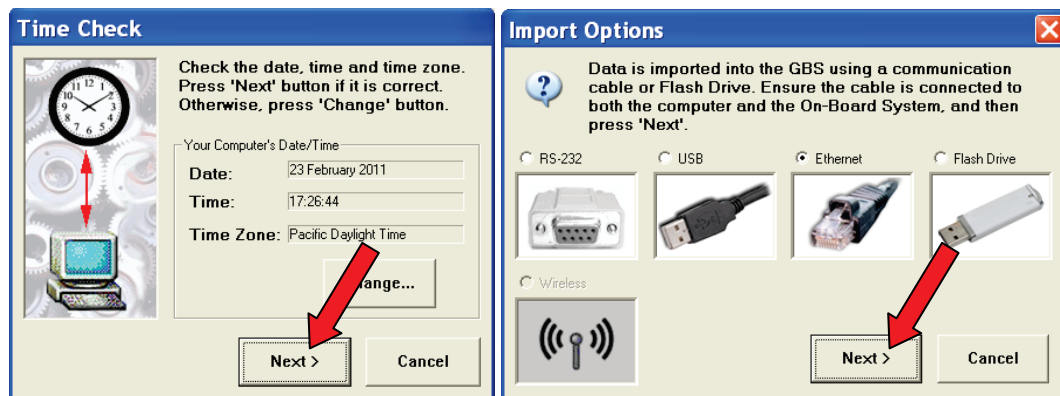 Time Check
Check the date, time and time zone.
Press 'Next' button if it is correct.
Otherwise, press 'Change' button.
Your Computer's Date/Time
Date: 23 February 2011
Time: 17:26:44
Time Zone: Pacific Daylight Time
ange...
Next >
Cancel
Import Options
Data is imported into the GBS using a communication
cable or Flash Drive. Ensure the cable is connected to
both the computer and the On-Board System, and then
press 'Next'.
RS-232
USB
Ethernet
Flash Drive
Wireless
Next >
Cancel